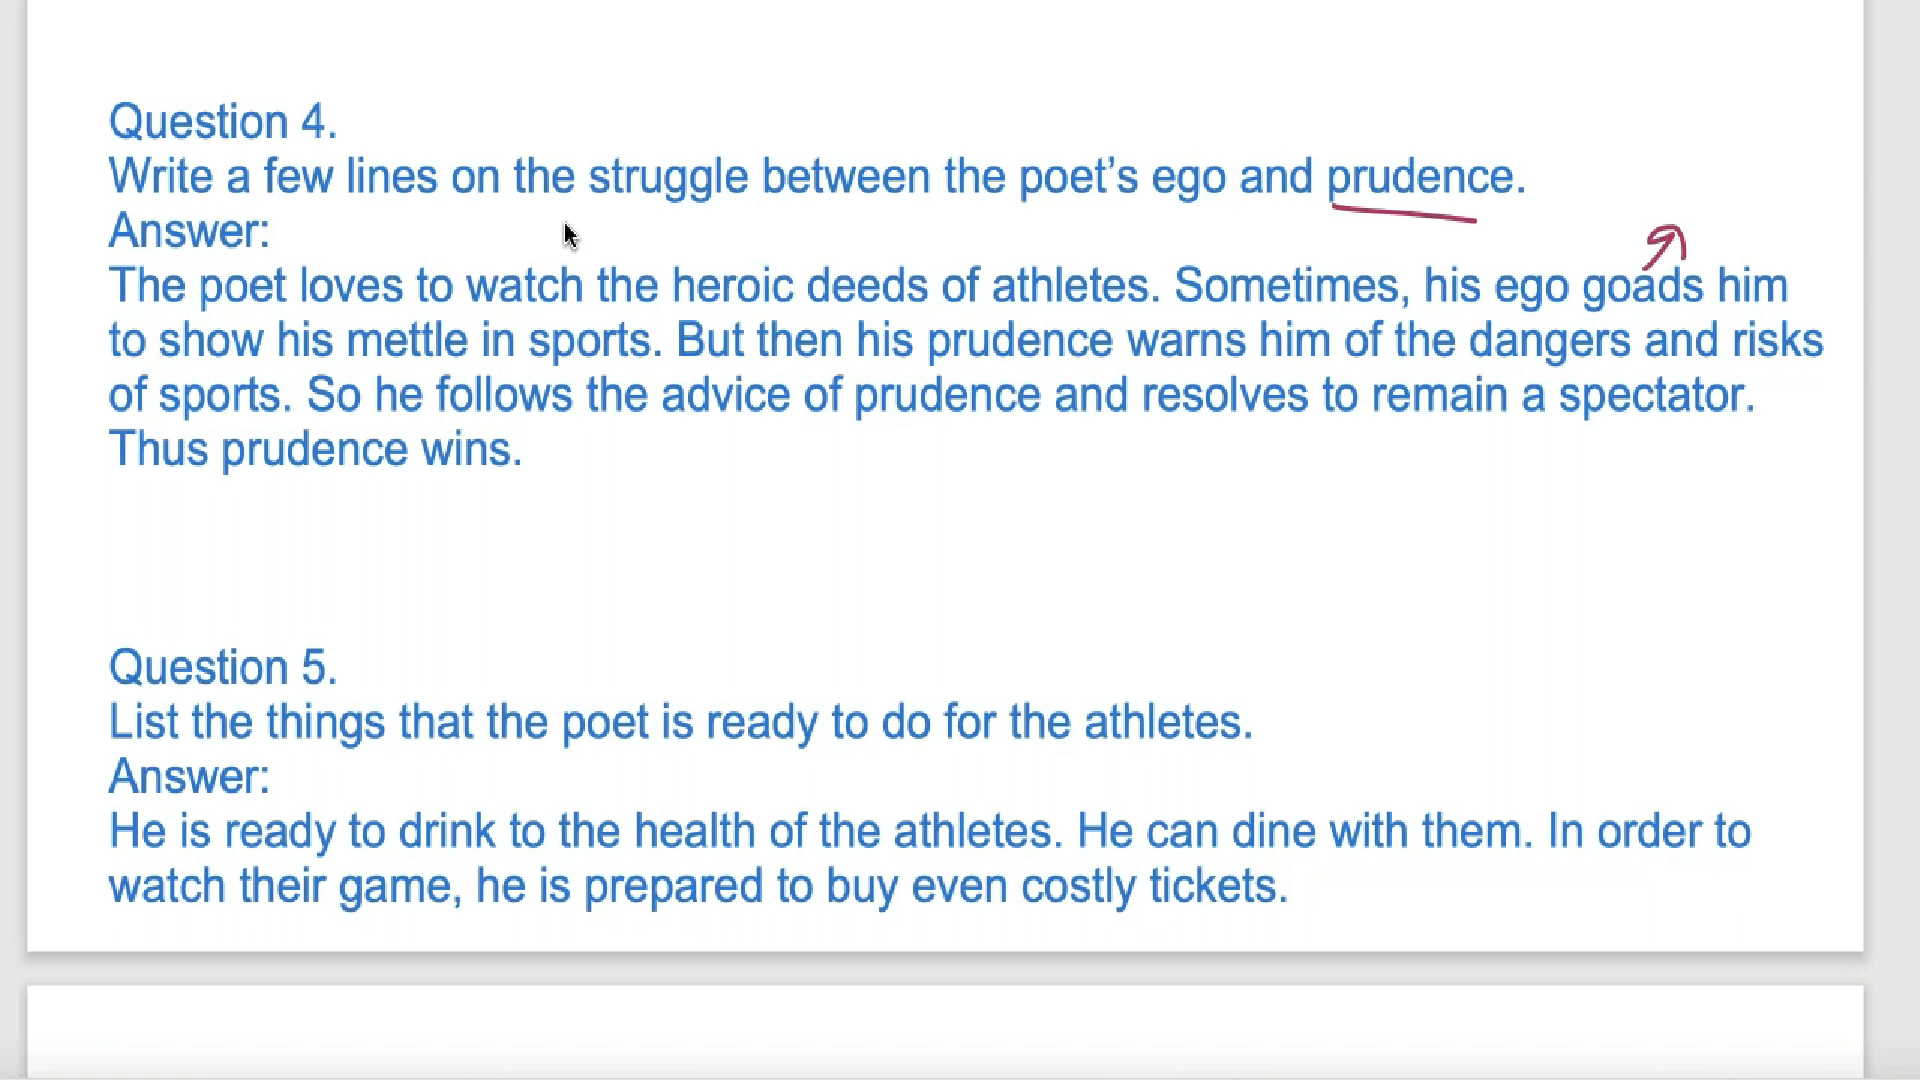 Question 4.
Write a few lines on the struggle between the poet’s ego and prudence.
Answer:
The poet loves to watch the heroic deeds of athletes. Sometimes, his ego goads him
to show his mettle in sports. But then his prudence warns him of the dangers and risks
of sports. So he follows the advice of prudence and resolves to remain a spectator.
Thus prudence wins.
Question 5.
List the things that the poet is ready to do for the athletes.
Answer:
He is ready to drink to the health of the athletes. He can dine with them. In order to
watch their game, he is prepared to buy even costly tickets.